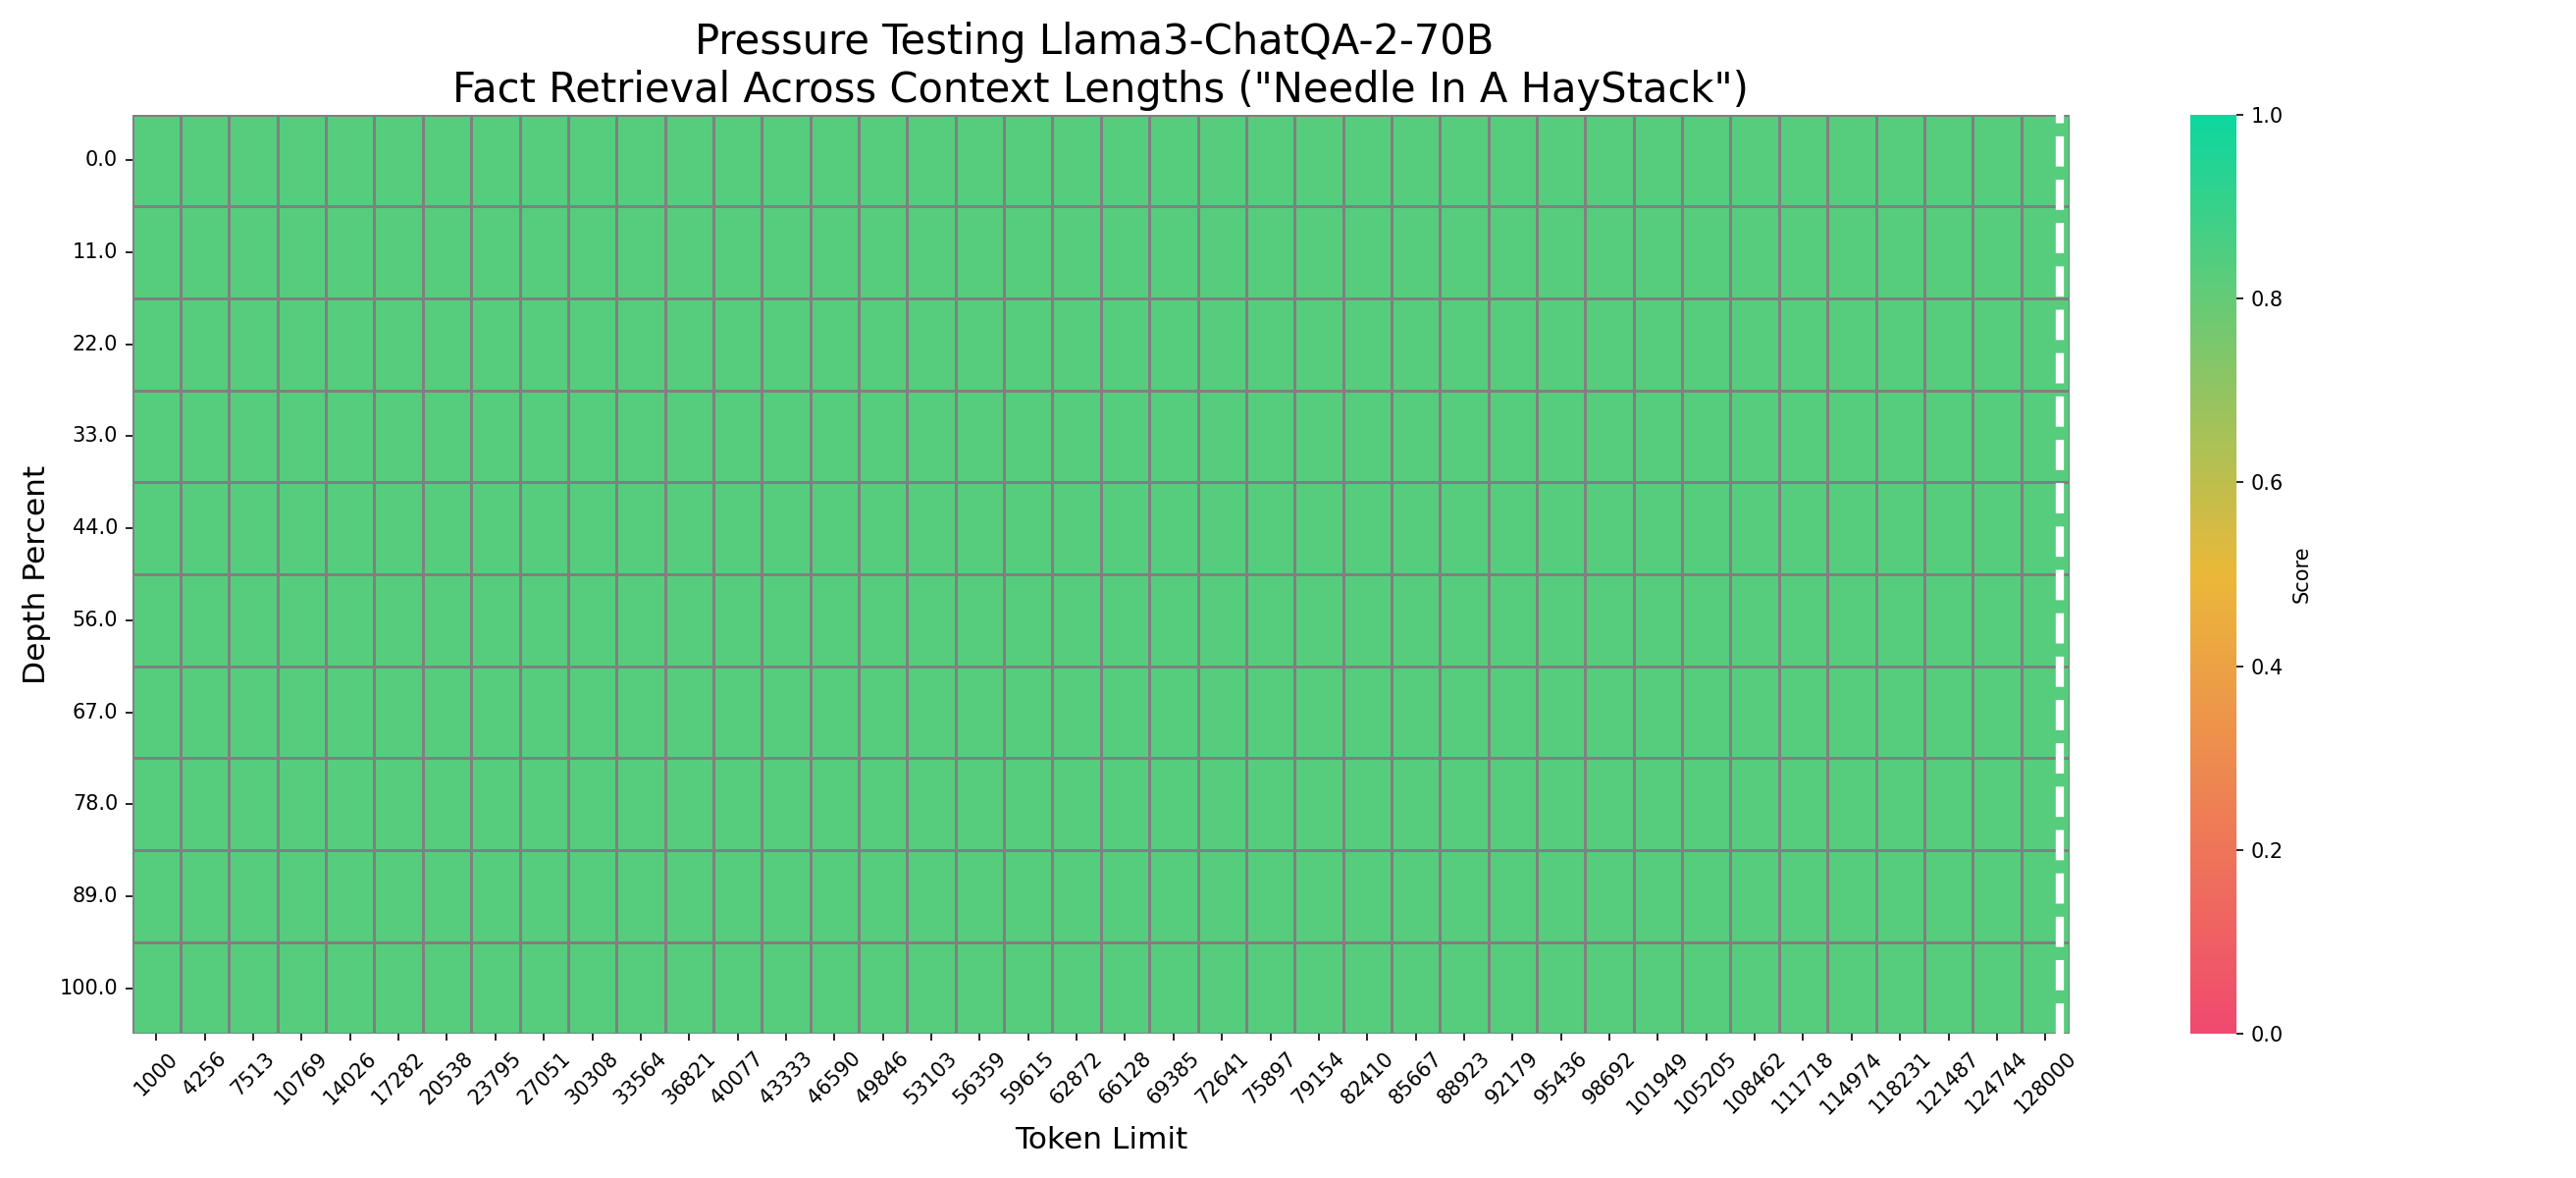 Pressure Testing Llama3-ChatQA-2-70B
Fact Retrieval Across Context Lengths ("Needle In A HayStack")
Depth Percent
0.0
11.0
22.0
33.0
44.0
56.0
67.0
78.0
89.0
100.0
1000 4256 7513 10769 14026 17282 20538 23795 27051 30308 33564 36821 40077 43333 46590 49846 53103 56359 59615 62872 66128 69385 72641 75897 79154 82410 85667 88923 92179 95436 98692 101949 105205 108462 111718 114974 118231 121487 124744 128000
Token Limit
1.0
0.8
0.6
0.4
0.2
0.0
Score